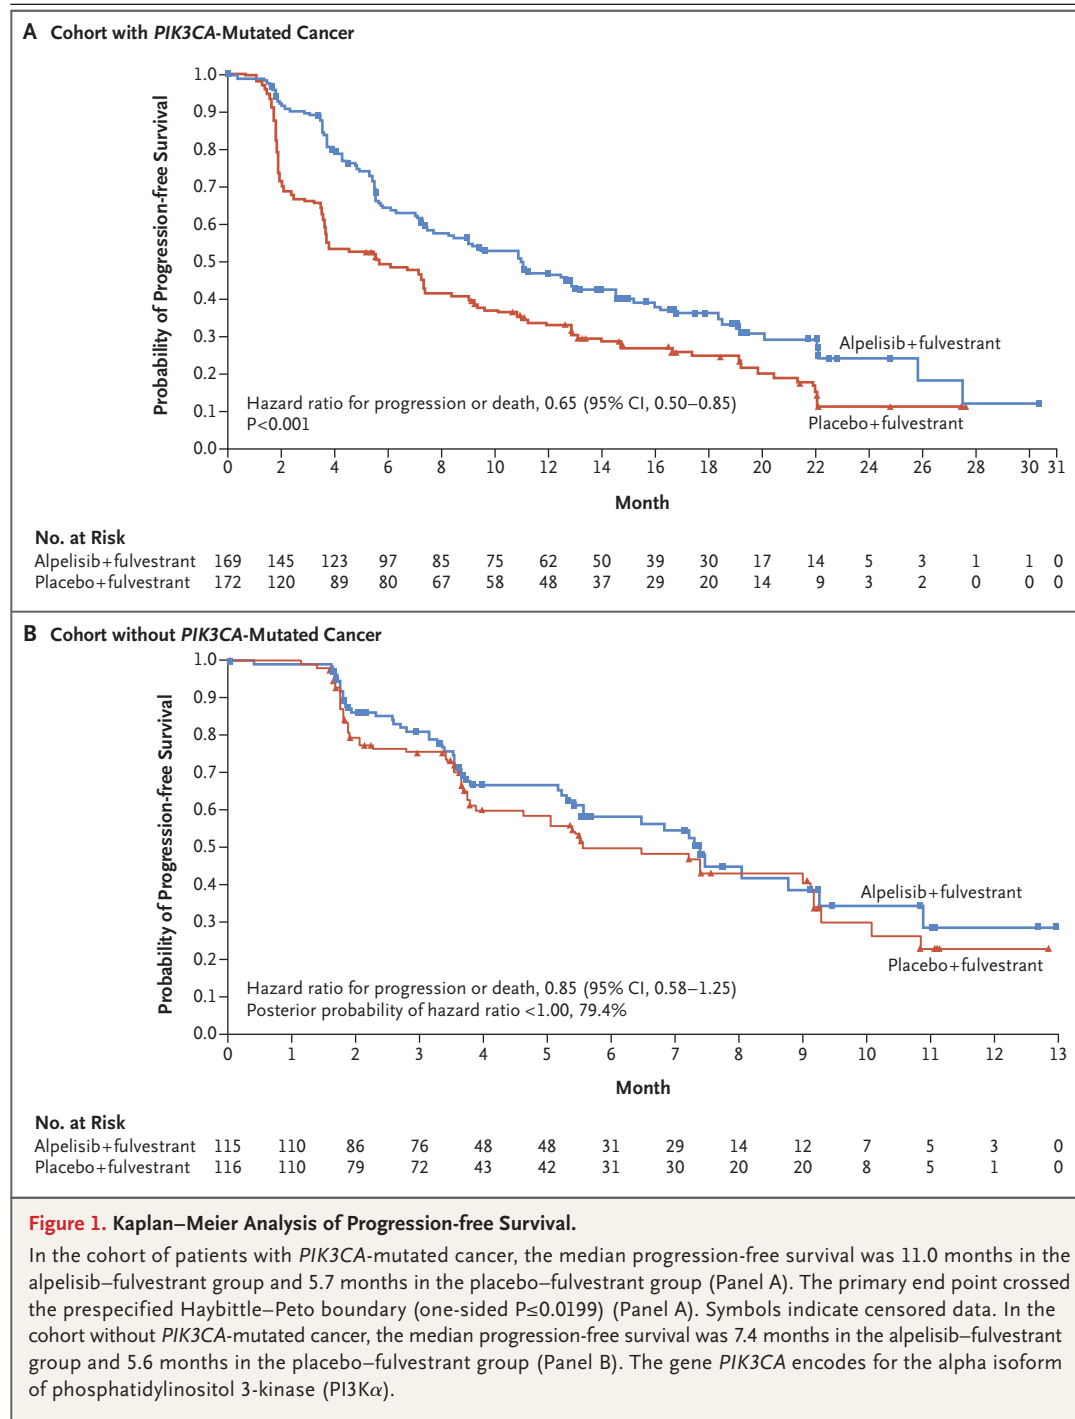 A Cohort with PIK3CA-Mutated Cancer
1.0
0.9
0.8
0.7
0.6
0.5
0.4
0.3
0.2
0.1
0.0
Probability of Progression-free Survival
Alpelisib+fulvestrant
Placebo+fulvestrant
Hazard ratio for progression or death, 0.65 (95% CI, 0.50–0.85)
P<0.001
0 2 4 6 8 10 12 14 16 18 20 22 24 26 28 30 31
Month
No. at Risk
Alpelisib+fulvestrant 169 145 123 97 85 75 62 50 39 30 17 14 5 3 1 1 0
Placebo+fulvestrant 172 120 89 80 67 58 48 37 29 20 14 9 3 2 0 0 0
B Cohort without PIK3CA-Mutated Cancer
1.0
0.9
0.8
0.7
0.6
0.5
0.4
0.3
0.2
0.1
0.0
Probability of Progression-free Survival
Alpelisib+fulvestrant
Placebo+fulvestrant
Hazard ratio for progression or death, 0.85 (95% CI, 0.58–1.25)
Posterior probability of hazard ratio <1.00, 79.4%
0 1 2 3 4 5 6 7 8 9 10 11 12 13
Month
No. at Risk
Alpelisib+fulvestrant 115 110 86 76 48 48 31 29 14 12 7 5 3 0
Placebo+fulvestrant 116 110 79 72 43 42 31 30 20 20 8 5 1 0
Figure 1. Kaplan–Meier Analysis of Progression-free Survival.
In the cohort of patients with PIK3CA-mutated cancer, the median progression-free survival was 11.0 months in the
alpelisib–fulvestrant group and 5.7 months in the placebo–fulvestrant group (Panel A). The primary end point crossed
the prespecified Haybittle–Peto boundary (one-sided P≤0.0199) (Panel A). Symbols indicate censored data. In the
cohort without PIK3CA-mutated cancer, the median progression-free survival was 7.4 months in the alpelisib–fulvestrant
group and 5.6 months in the placebo–fulvestrant group (Panel B). The gene PIK3CA encodes for the alpha isoform
of phosphatidylinositol 3-kinase (PI3Kα).